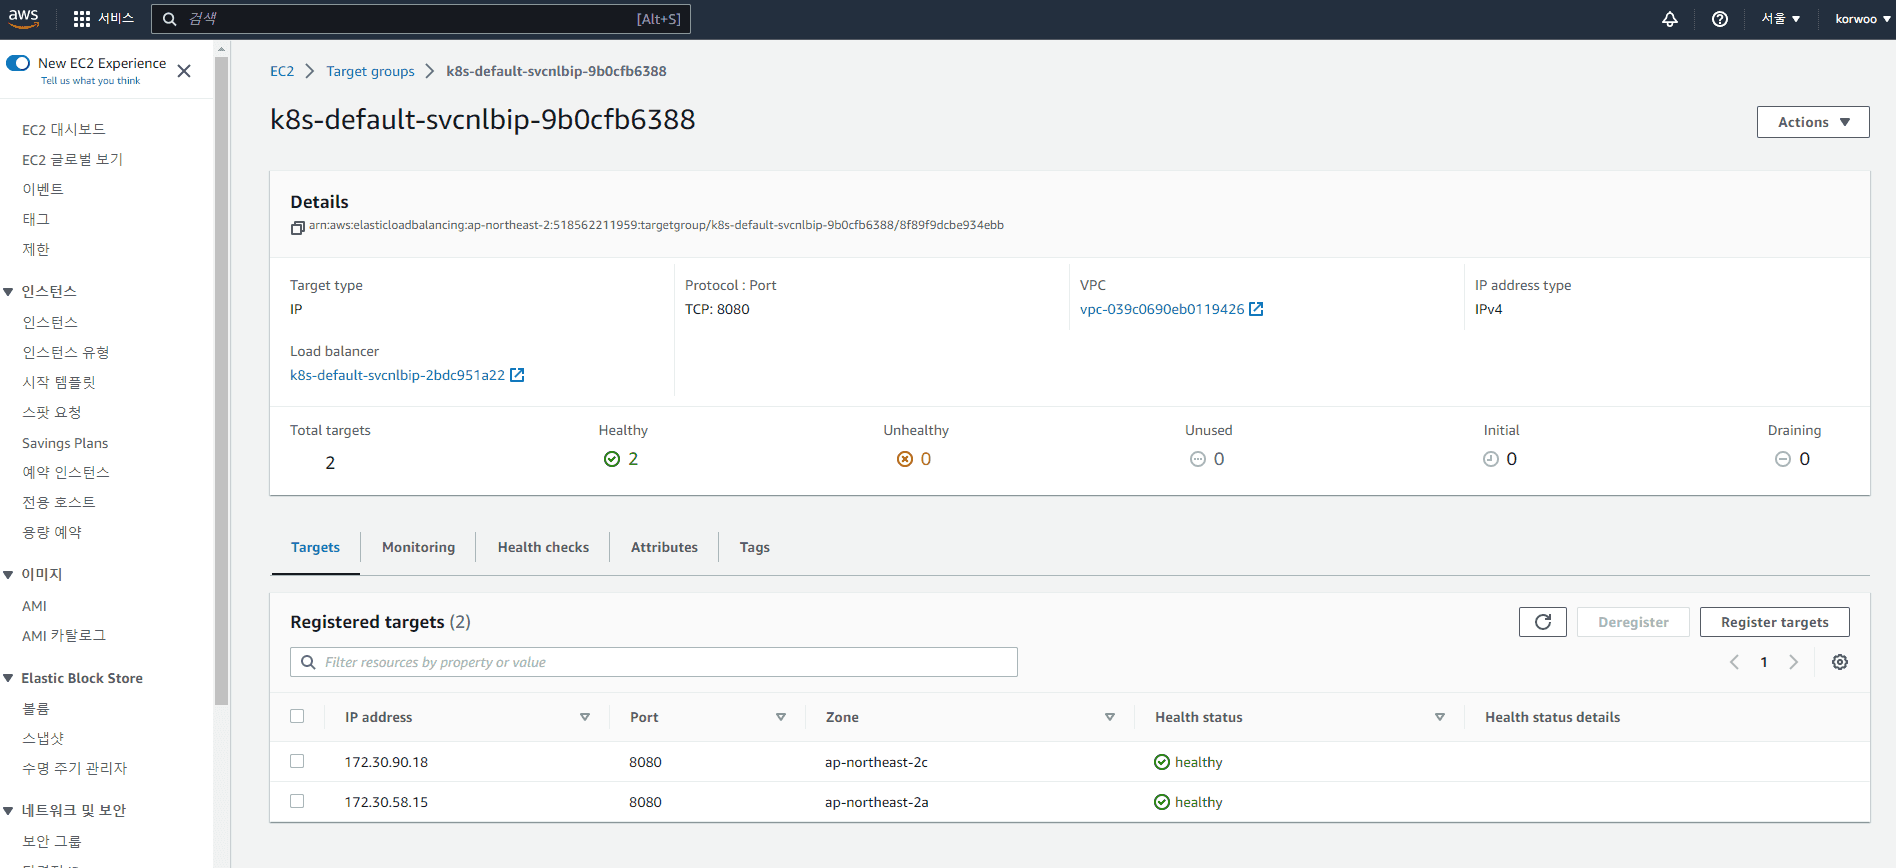 aws
서비스
검색
[Alt+S]
서울
korwoo
New EC2 Experience
Tell us what you think
EC2 대시보드
EC2 글로벌 보기
이벤트
태그
제한
인스턴스
인스턴스
인스턴스 유형
시작 템플릿
스팟 요청
Savings Plans
예약 인스턴스
전용 호스트
용량 예약
이미지
AMI
AMI 카탈로그
Elastic Block Store
볼륨
스냅샷
수명 주기 관리자
네트워크 및 보안
보안 그룹
EC2
Target groups
k8s-default-svcnlbip-9b0cfb6388
k8s-default-svcnlbip-9b0cfb6388
Actions
Details
arn:aws:elasticloadbalancing:ap-northeast-2:518562211959:targetgroup/k8s-default-svcnlbip-9b0cfb6388/8f89f9dcbe934ebb
Target type
IP
Protocol : Port
TCP: 8080
VPC
vpc-039c0690eb0119426
IP address type
IPv4
Load balancer
k8s-default-svcnlbip-2bdc951a22
Total targets
2
Healthy
2
Unhealthy
0
Unused
0
Initial
0
Draining
0
Targets
Monitoring
Health checks
Attributes
Tags
Registered targets (2)
Deregister
Register targets
Filter resources by property or value
1
IP address
Port
Zone
Health status
Health status details
172.30.90.18
8080
ap-northeast-2c
healthy
172.30.58.15
8080
ap-northeast-2a
healthy